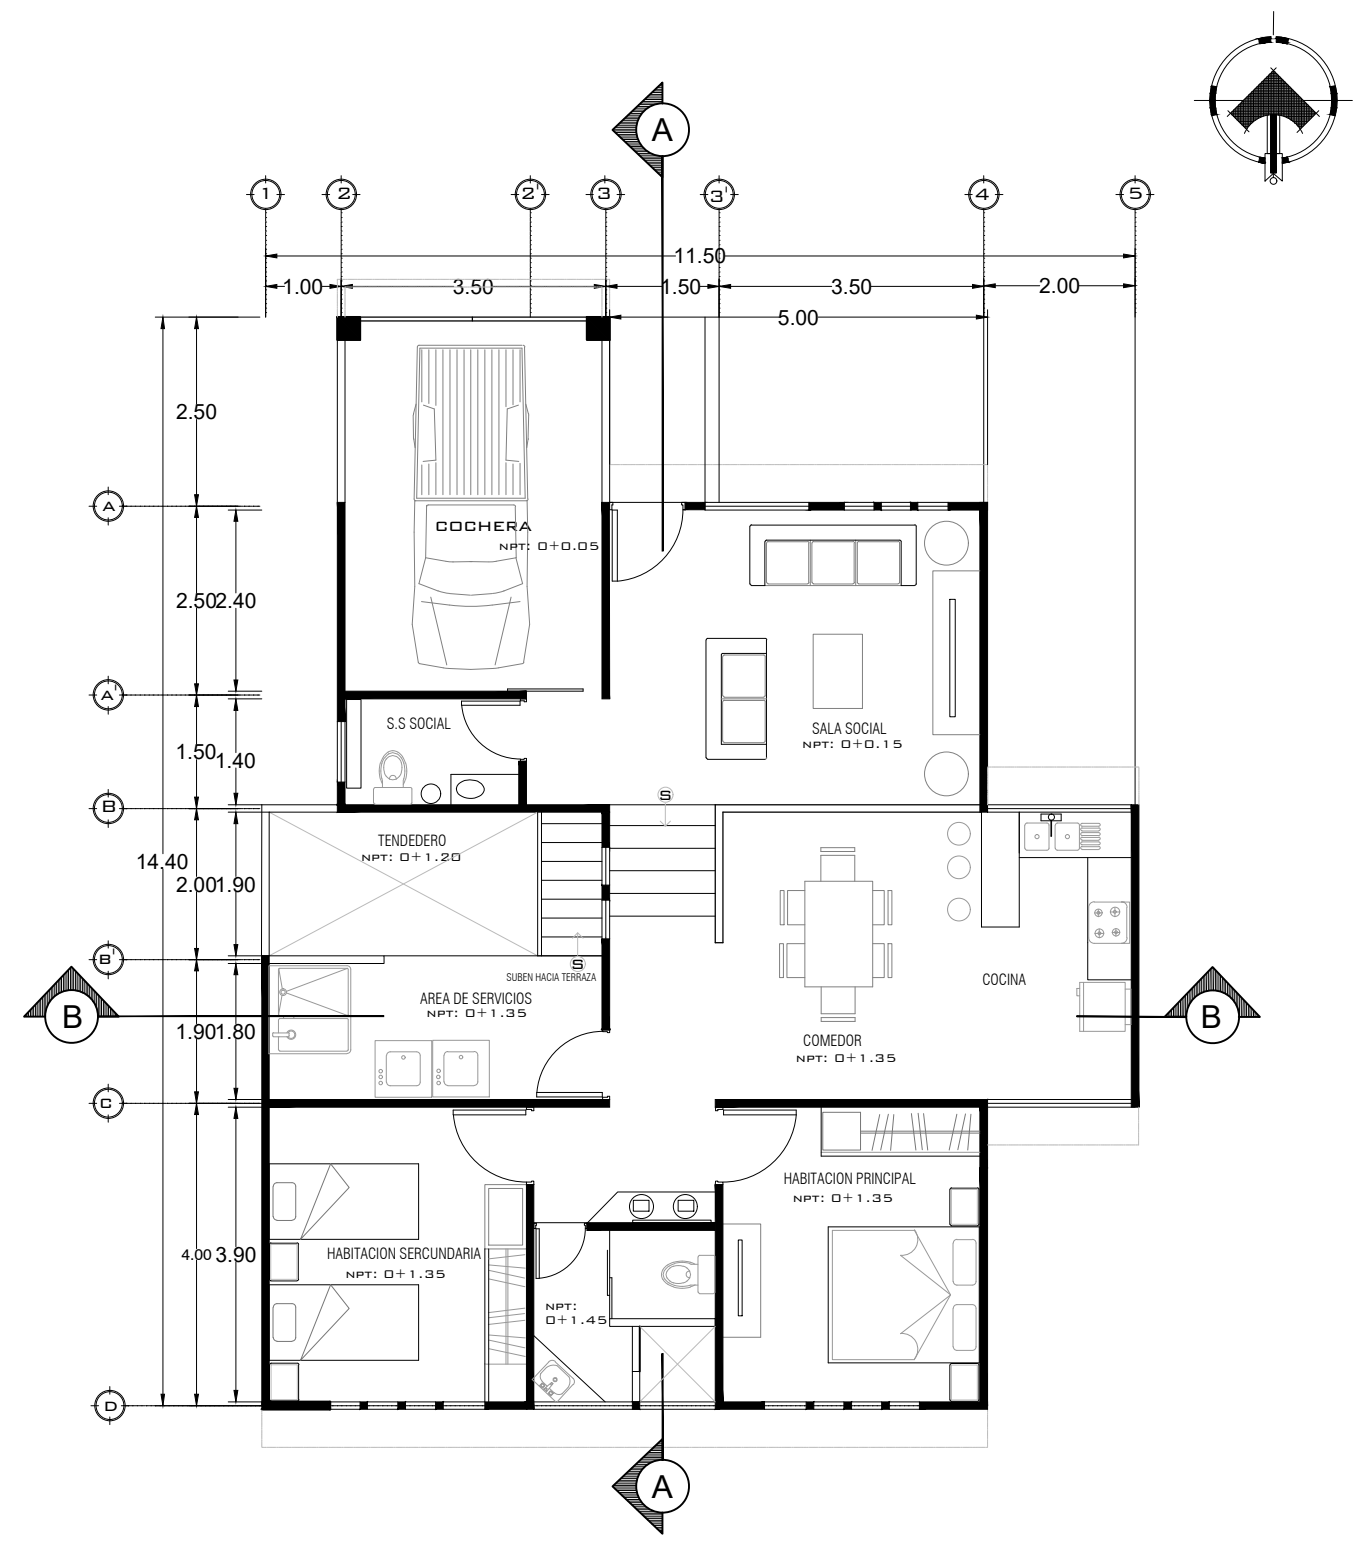 A
1 2 2' 3 3' 4 5
11.50
1.00 3.50 1.50 3.50 2.00
5.00
2.50
A
COCHERA
NPT: 0+0.05
2.50 2.40
A'
S.S SOCIAL
SALA SOCIAL
NPT: 0+0.15
1.50 1.40
S
B
TENDEDERO
NPT: 0+1.20
14.40
2.00 1.90
B'
S
SUBEN HACIA TERRAZA
COCINA
AREA DE SERVICIOS
NPT: 0+1.35
B
B
1.90 1.80
COMEDOR
NPT: 0+1.35
C
HABITACION PRINCIPAL
NPT: 0+1.35
4.00 3.90
HABITACION SERCUNDARIA
NPT: 0+1.35
NPT:
0+1.45
D
A